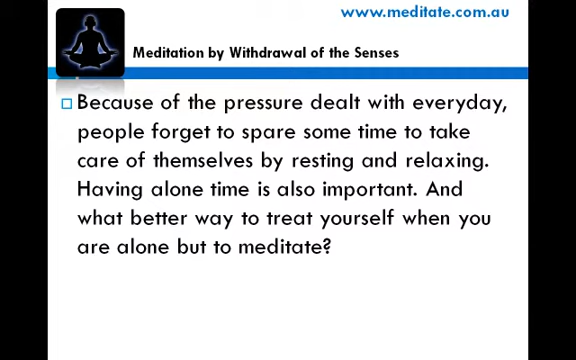 www.meditate.com.au
Meditation by Withdrawal of the Senses
Because of the pressure dealt with everyday,
people forget to spare some time to take
care of themselves by resting and relaxing.
Having alone time is also important. And
what better way to treat yourself when you
are alone but to meditate?